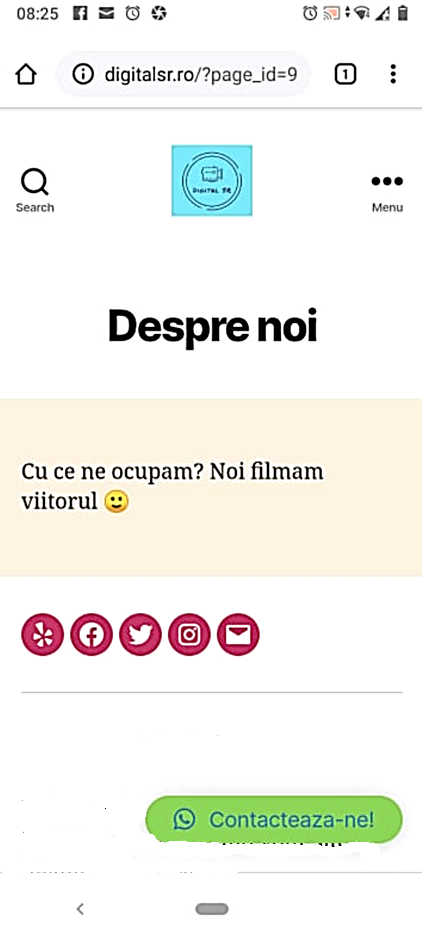 08:25
digitalsr.ro/?page_id=9
1
DIGITAL SR
Search
Menu
Despre noi
Cu ce ne ocupam? Noi filmam
viitorul 🙂
Contacteaza-ne!